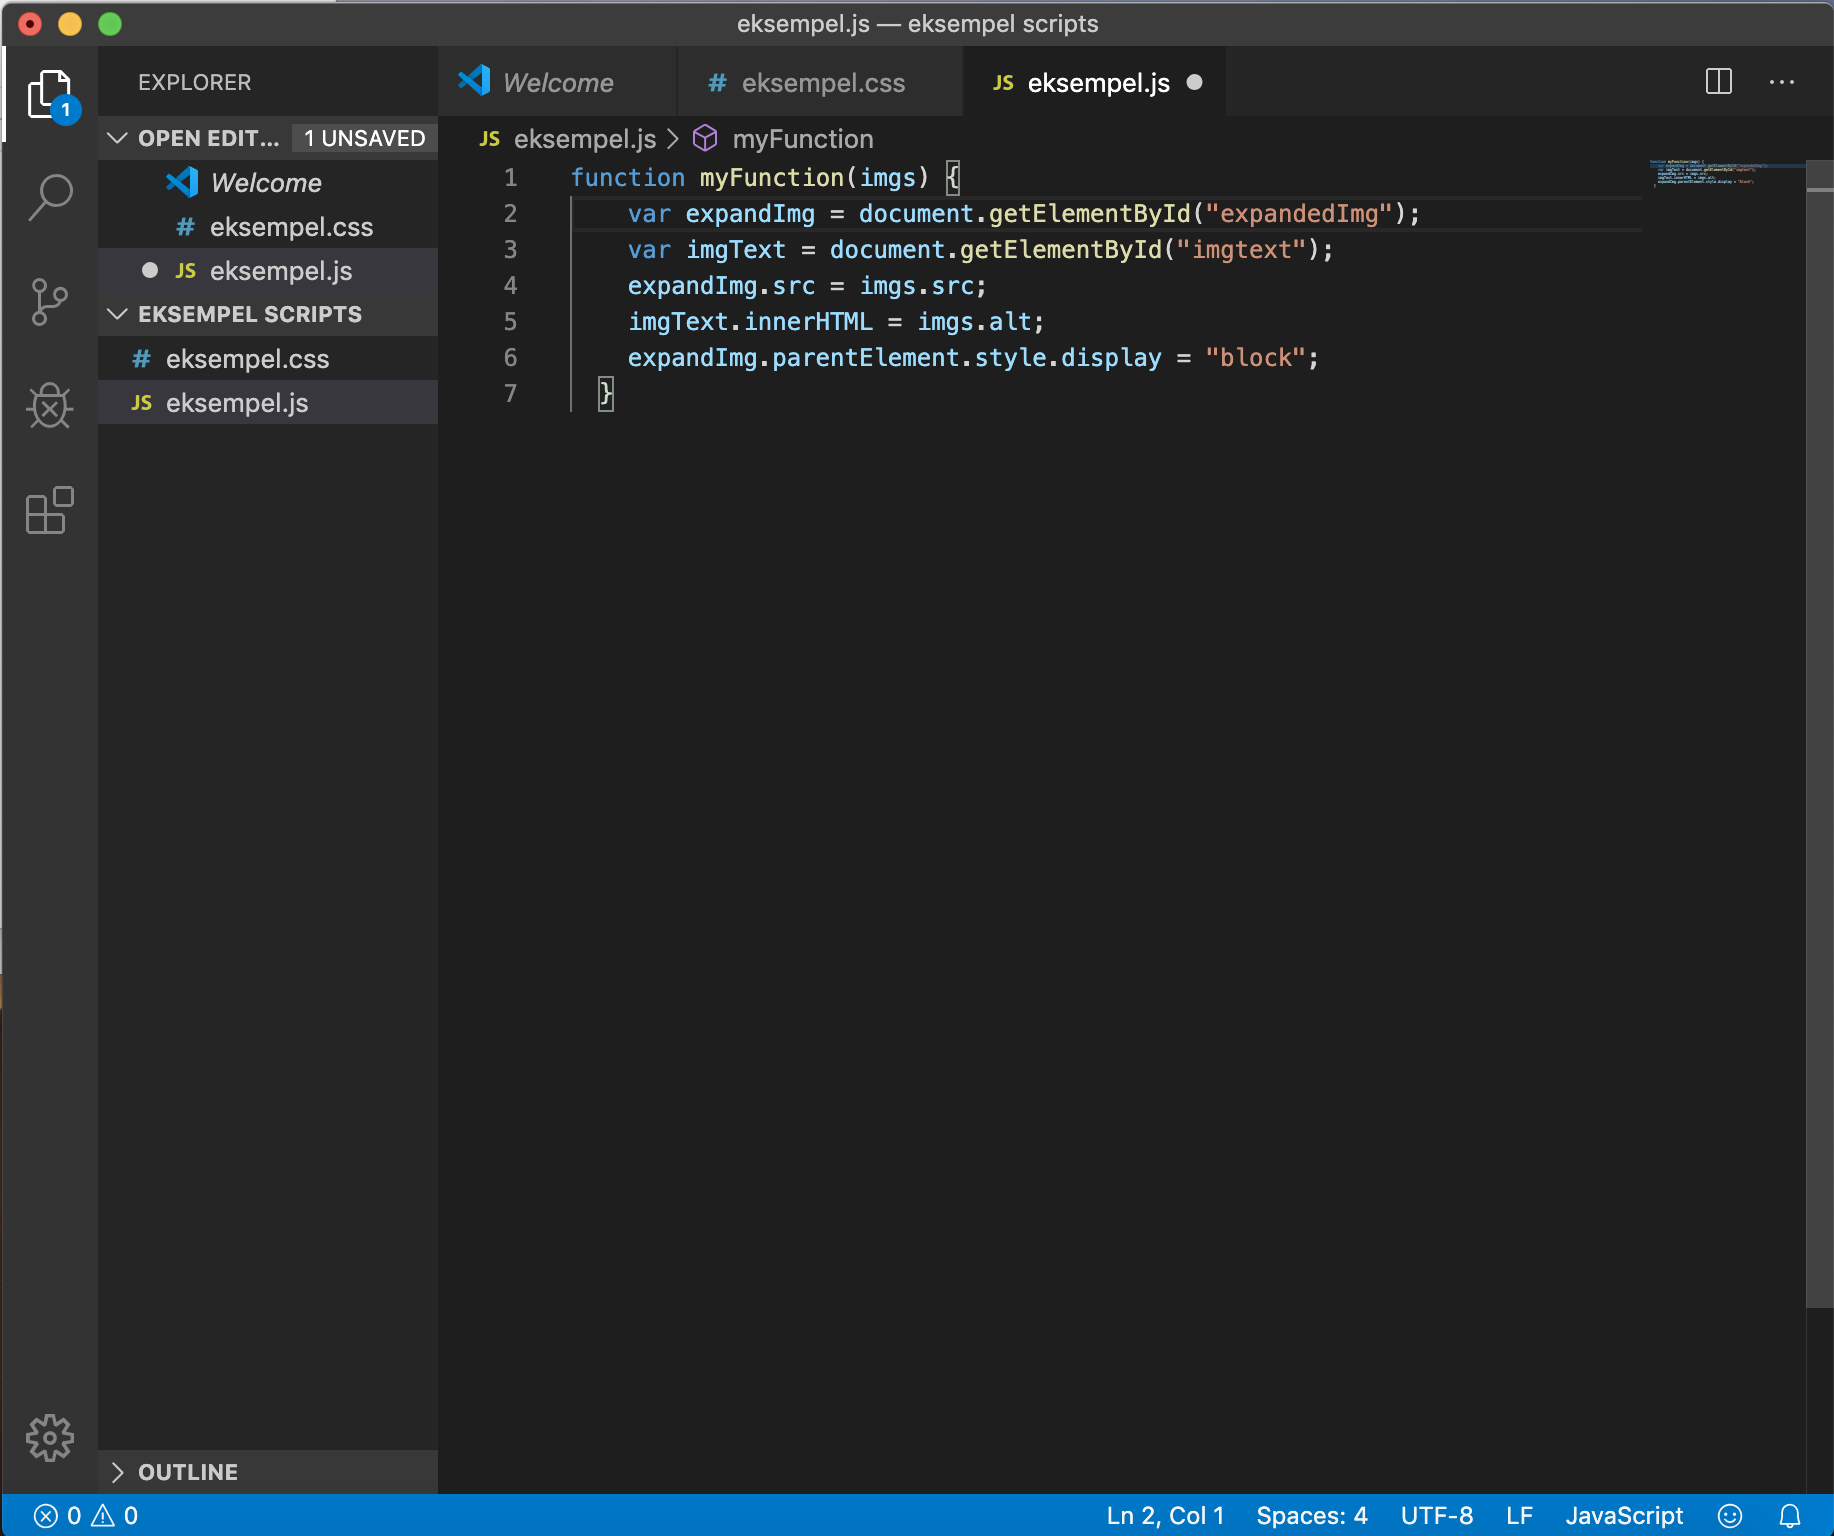 eksempel.js — eksempel scripts
EXPLORER
1
OPEN EDIT... 1 UNSAVED
Welcome
# eksempel.css
JS eksempel.js
EKSEMPEL SCRIPTS
# eksempel.css
JS eksempel.js
OUTLINE
Welcome
# eksempel.css
JS eksempel.js
JS eksempel.js > myFunction
1 function myFunction(imgs) {
2 var expandImg = document.getElementById("expandedImg");
3 var imgText = document.getElementById("imgtext");
4 expandImg.src = imgs.src;
5 imgText.innerHTML = imgs.alt;
6 expandImg.parentElement.style.display = "block";
7 }
0 0 Ln 2, Col 1 Spaces: 4 UTF-8 LF JavaScript